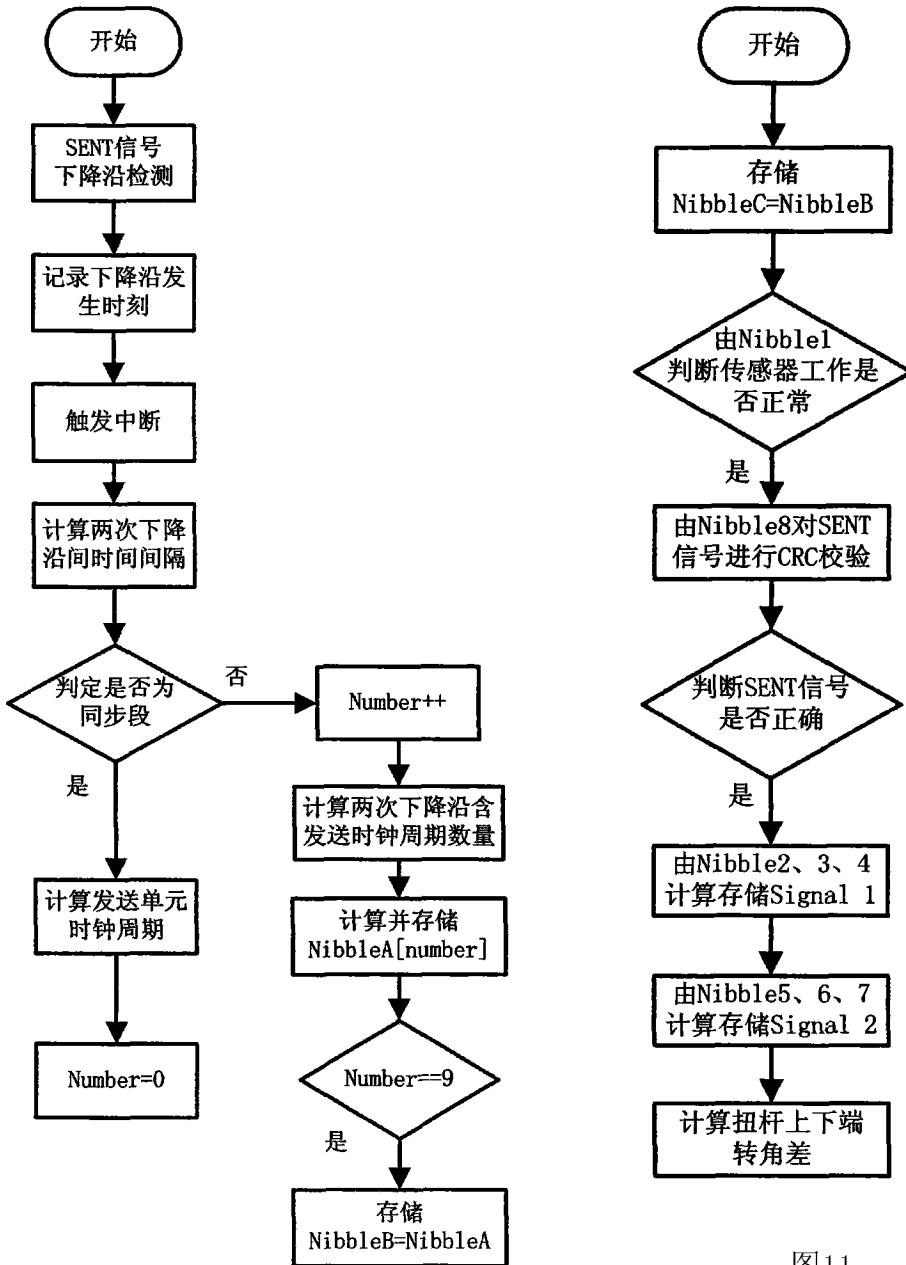 开始
SENT信号
下降沿检测
记录下降沿发
生时刻
触发中断
计算两次下降
沿间时间间隔
判定是否为
同步段
否
是
计算发送单元
时钟周期
Number=0
Number++
计算两次下降沿含
发送时钟周期数量
计算并存储
NibbleA[number]
Number==9
是
存储
NibbleB=NibbleA
开始
存储
NibbleC=NibbleB
由Nibble1
判断传感器工作是
否正常
是
由Nibble8对SENT
信号进行CRC校验
判断SENT信号
是否正确
是
由Nibble2、3、4
计算存储Signal 1
由Nibble5、6、7
计算存储Signal 2
计算扭杆上下端
转角差
图11